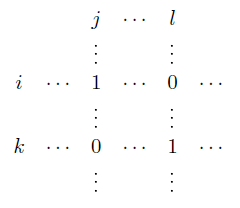 j ⋯ l
⋮ ⋮
i ⋯ 1 ⋯ 0 ⋯
⋮ ⋮
k ⋯ 0 ⋯ 1 ⋯
⋮ ⋮